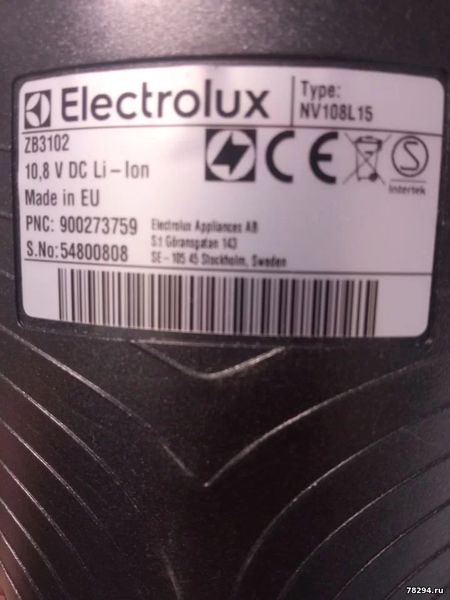 Electrolux
Type:
NV108L15
ZB3102
10,8 V DC Li-Ion
Made in EU
PNC: 900273759
S.No:54800808
Electrolux Appliances AB
S:t Göransgatan 143
SE - 105 45 Stockholm, Sweden
CE
S
Intertek
78294.ru